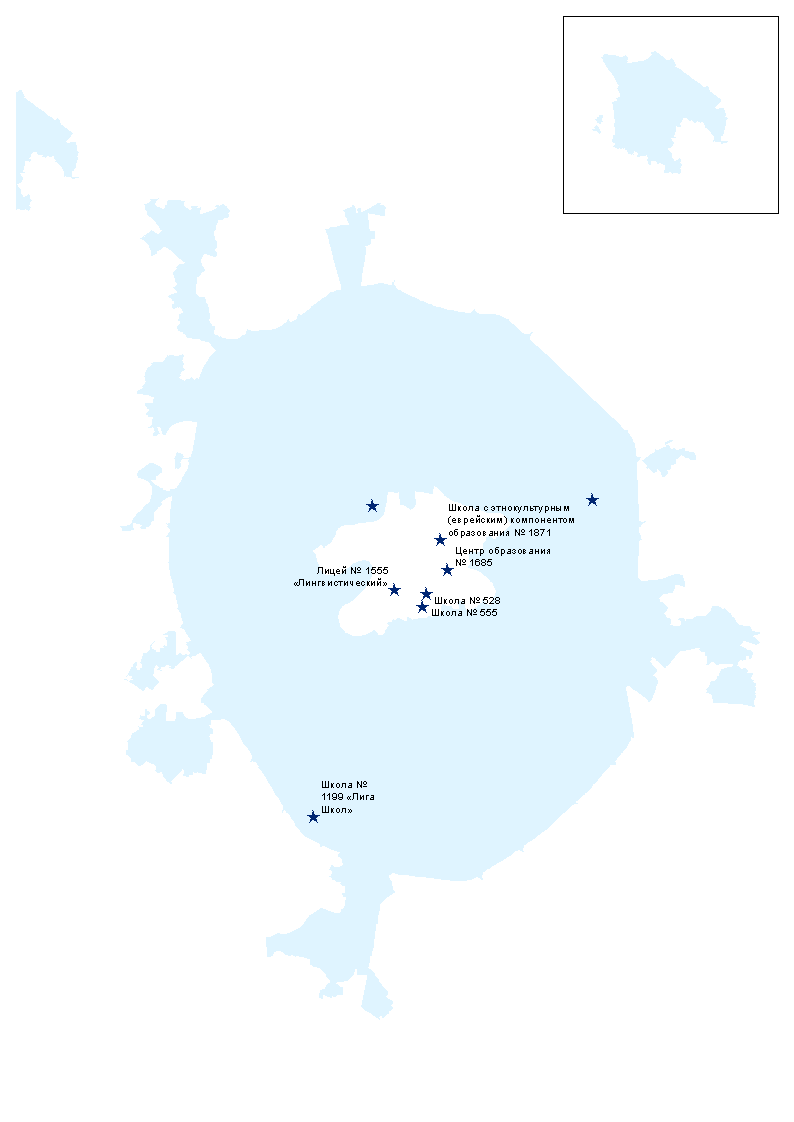 Школа с этнокультурным
(еврейским) компонентом
образования № 1871
Центр образования
№ 1685
Лицей № 1555
«Лингвистический»
Школа № 528
Школа № 555
Школа №
1199 «Лига
Школ»